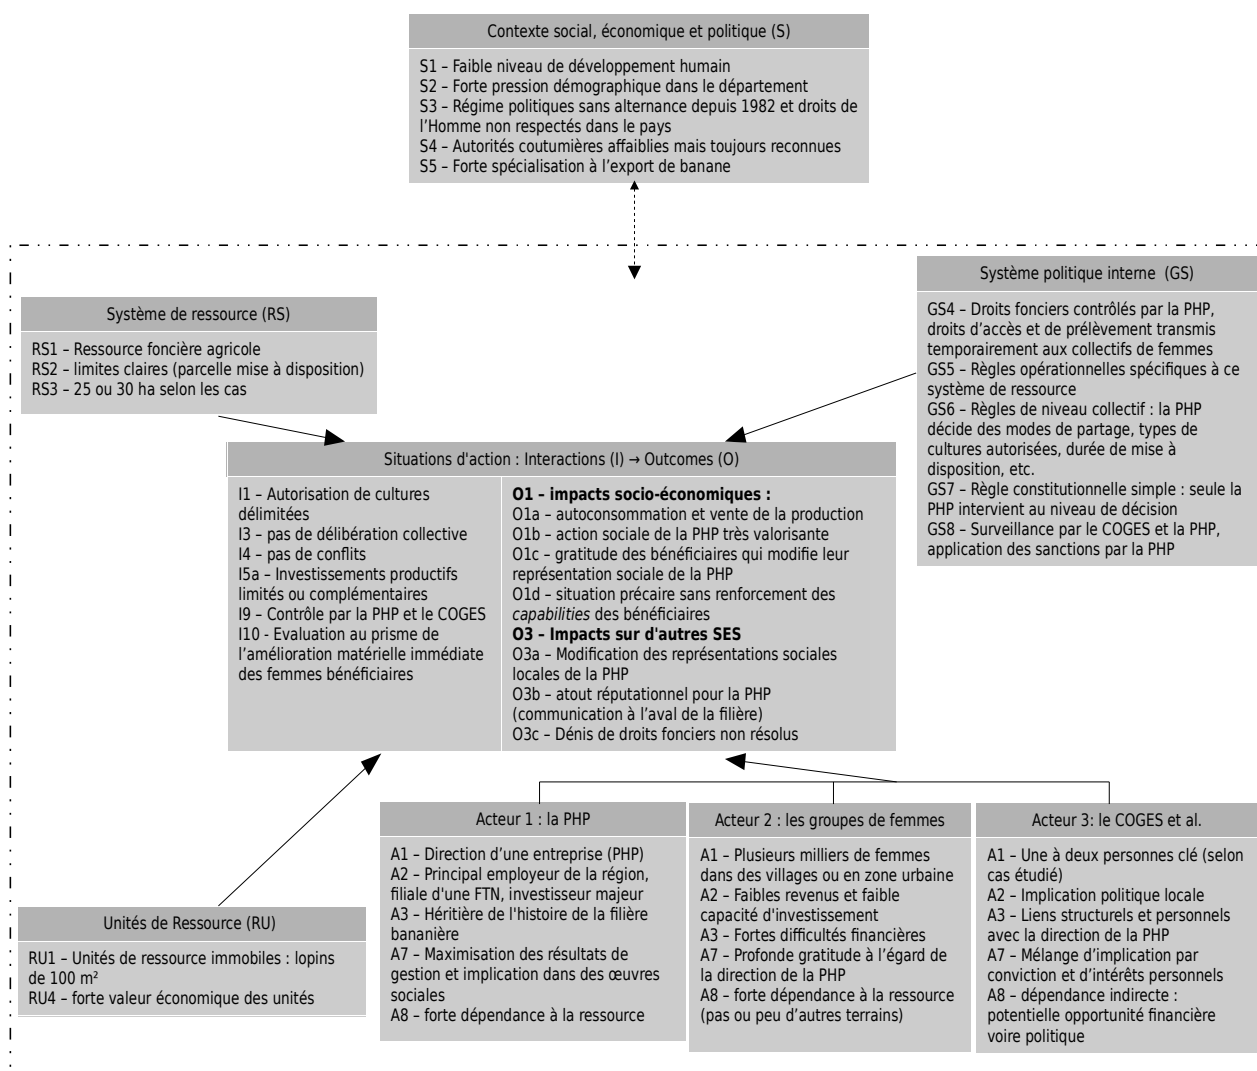 Contexte social, économique et politique (S)
S1 – Faible niveau de développement humain
S2 – Forte pression démographique dans le département
S3 – Régime politiques sans alternance depuis 1982 et droits de
l’Homme non respectés dans le pays
S4 – Autorités coutumières affaiblies mais toujours reconnues
S5 – Forte spécialisation à l’export de banane
Système de ressource (RS)
RS1 – Ressource foncière agricole
RS2 – limites claires (parcelle mise à disposition)
RS3 – 25 ou 30 ha selon les cas
Système politique interne (GS)
GS4 – Droits fonciers contrôlés par la PHP,
droits d’accès et de prélèvement transmis
temporairement aux collectifs de femmes
GS5 – Règles opérationnelles spécifiques à ce
système de ressource
GS6 – Règles de niveau collectif : la PHP
décide des modes de partage, types de
cultures autorisées, durée de mise à
disposition, etc.
GS7 – Règle constitutionnelle simple : seule la
PHP intervient au niveau de décision
GS8 – Surveillance par le COGES et la PHP,
application des sanctions par la PHP
Situations d'action : Interactions (I) → Outcomes (O)
I1 – Autorisation de cultures
délimitées
I3 – pas de délibération collective
I4 – pas de conflits
I5a – Investissements productifs
limités ou complémentaires
I9 – Contrôle par la PHP et le COGES
I10 - Evaluation au prisme de
l’amélioration matérielle immédiate
des femmes bénéficiaires
O1 – impacts socio-économiques :
O1a – autoconsommation et vente de la production
O1b – action sociale de la PHP très valorisante
O1c – gratitude des bénéficiaires qui modifie leur
représentation sociale de la PHP
O1d – situation précaire sans renforcement des
capabilities des bénéficiaires
O3 – Impacts sur d'autres SES
O3a – Modification des représentations sociales
locales de la PHP
O3b – atout réputationnel pour la PHP
(communication à l’aval de la filière)
O3c – Dénis de droits fonciers non résolus
Unités de Ressource (RU)
RU1 – Unités de ressource immobiles : lopins
de 100 m²
RU4 – forte valeur économique des unités
Acteur 1 : la PHP
A1 – Direction d’une entreprise (PHP)
A2 – Principal employeur de la région,
filiale d'une FTN, investisseur majeur
A3 – Héritière de l'histoire de la filière
bananière
A7 – Maximisation des résultats de
gestion et implication dans des œuvres
sociales
A8 – forte dépendance à la ressource
Acteur 2 : les groupes de femmes
A1 – Plusieurs milliers de femmes
dans des villages ou en zone urbaine
A2 – Faibles revenus et faible
capacité d'investissement
A3 – Fortes difficultés financières
A7 – Profonde gratitude à l’égard de
la direction de la PHP
A8 – forte dépendance à la ressource
(pas ou peu d’autres terrains)
Acteur 3: le COGES et al.
A1 – Une à deux personnes clé (selon
cas étudié)
A2 – Implication politique locale
A3 – Liens structurels et personnels
avec la direction de la PHP
A7 – Mélange d’implication par
conviction et d’intérêts personnels
A8 – dépendance indirecte :
potentielle opportunité financière
voire politique